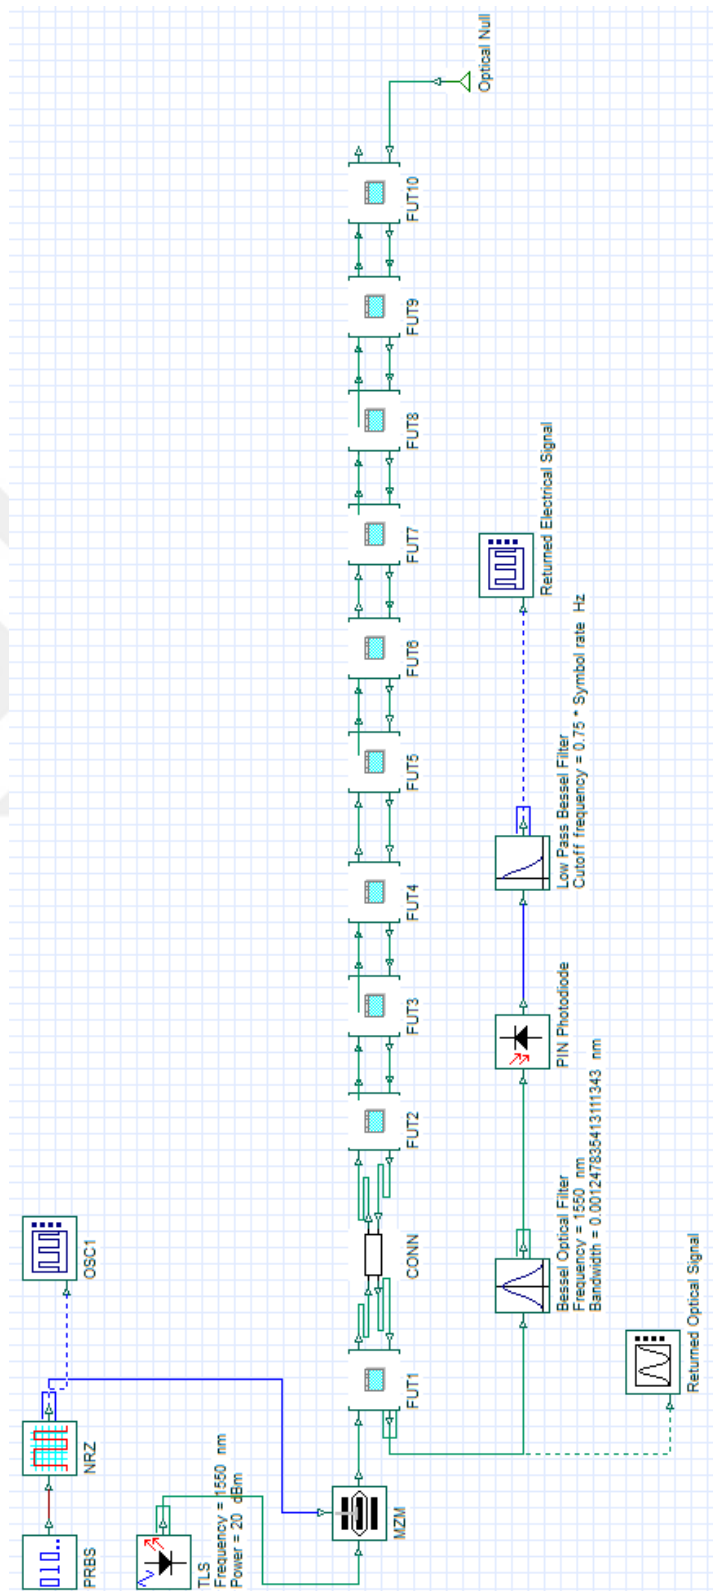 010..
PRBS
NRZ
OSC1
TLS
Frequency = 1550 nm
Power = 20 dBm
MZM
FUT1
CONN
FUT2
FUT3
FUT4
FUT5
FUT6
FUT7
FUT8
FUT9
FUT10
Optical Null
Bessel Optical Filter
Frequency = 1550 nm
Bandwidth = 0.001247835413111343 nm
PIN Photodiode
Low Pass Bessel Filter
Cutoff frequency = 0.75 * Symbol rate Hz
Returned Electrical Signal
Returned Optical Signal